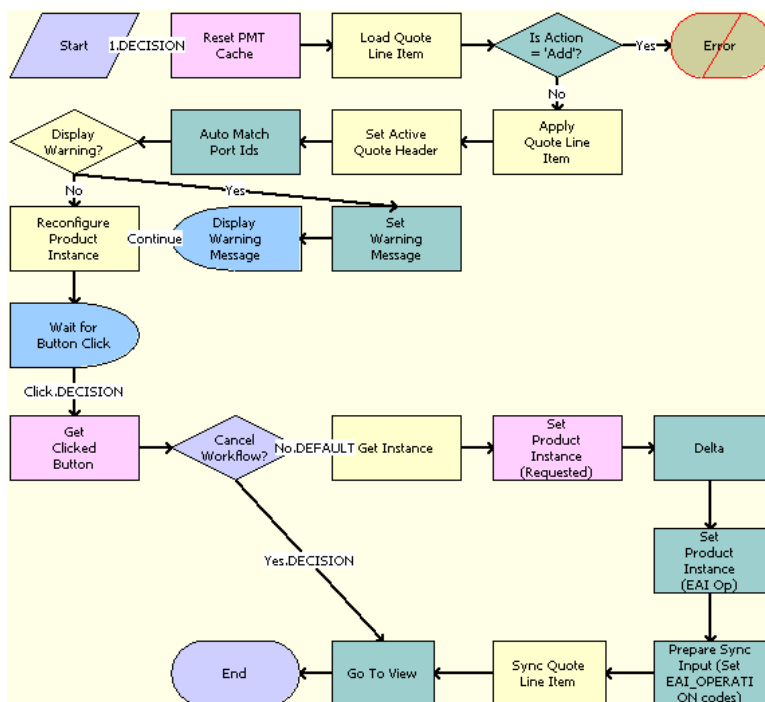 Start
1.DECISION
Reset PMT
Cache
Load Quote
Line Item
Is Action
= 'Add'?
Yes
Error
No
Display
Warning?
Auto Match
Port Ids
Set Active
Quote Header
Apply
Quote Line
Item
No
Yes
Reconfigure
Product
Instance
Continue
Display
Warning
Message
Set
Warning
Message
Wait for
Button Click
Click.DECISION
Get
Clicked
Button
Cancel
Workflow?
No.DEFAULT
Get Instance
Set
Product
Instance
(Requested)
Delta
Yes.DECISION
Set
Product
Instance
(EAI Op)
End
Go To View
Sync Quote
Line Item
Prepare Sync
Input (Set
EAI_OPERATI
ON codes)